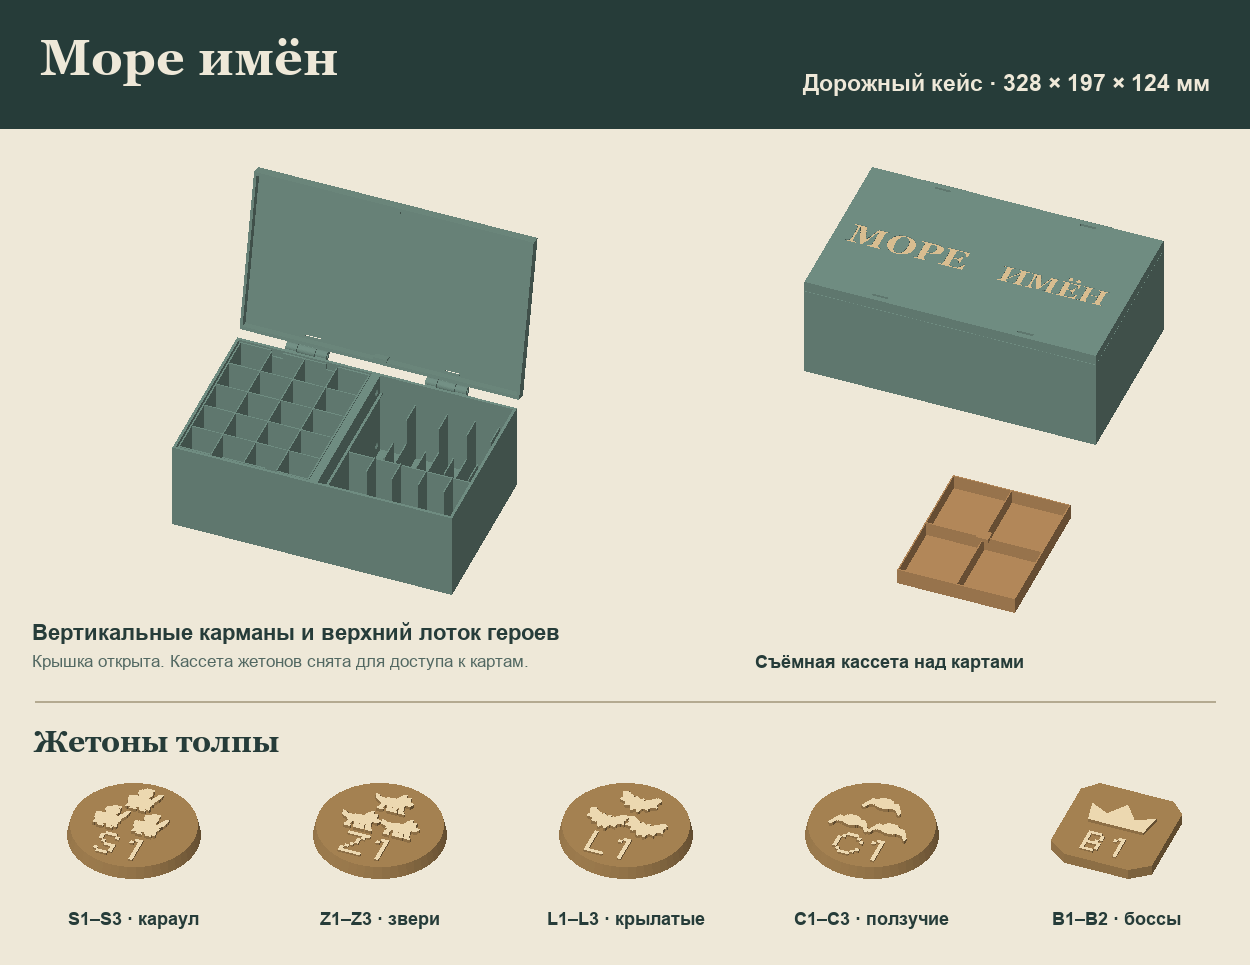 Море имён
Дорожный кейс · 328 × 197 × 124 мм
МОРЕ ИМЁН
Вертикальные карманы и верхний лоток героев
Крышка открыта. Кассета жетонов снята для доступа к картам.
Съёмная кассета над картами
Жетоны толпы
S1 Z1 L1 C1 B1
S1–S3 · караул
Z1–Z3 · звери
L1–L3 · крылатые
C1–C3 · ползучие
B1–B2 · боссы